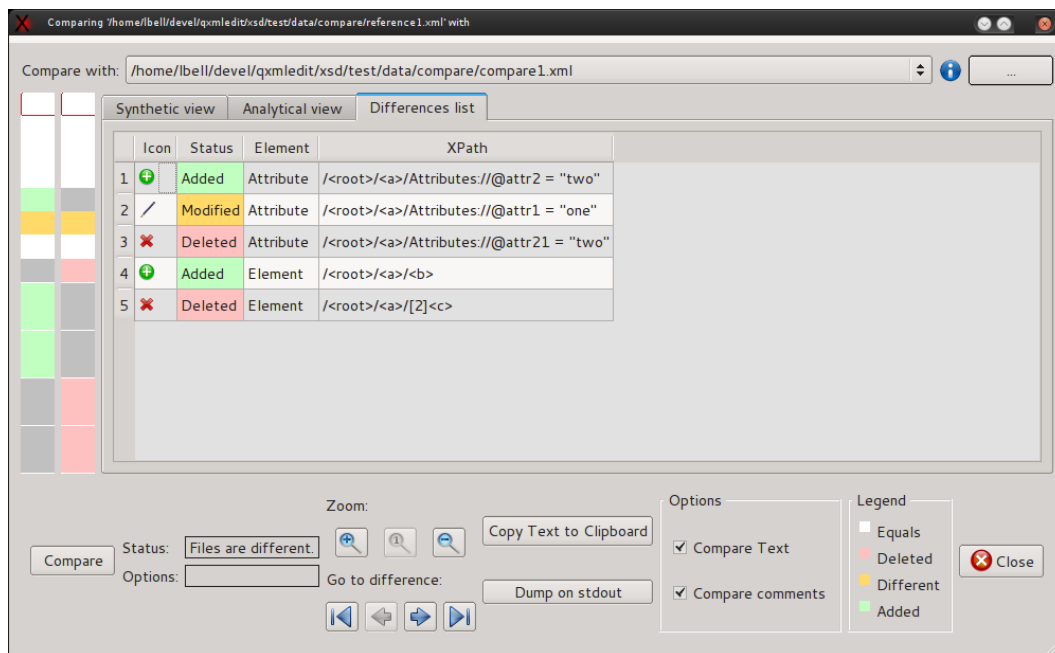 Comparing '/home/lbell/devel/qxmledit/xsd/test/data/compare/reference1.xml' with
Compare with: /home/lbell/devel/qxmledit/xsd/test/data/compare/compare1.xml ...
Synthetic view Analytical view Differences list
Icon Status Element XPath
1 Added Attribute /<root>/<a>/Attributes://@attr2 = "two"
2 Modified Attribute /<root>/<a>/Attributes://@attr1 = "one"
3 Deleted Attribute /<root>/<a>/Attributes://@attr21 = "two"
4 Added Element /<root>/<a>/<b>
5 Deleted Element /<root>/<a>/[2]<c>
Compare
Status: Files are different.
Options:
Zoom:
Go to difference:
Copy Text to Clipboard
Dump on stdout
Options
Compare Text
Compare comments
Legend
Equals
Deleted
Different
Added
Close